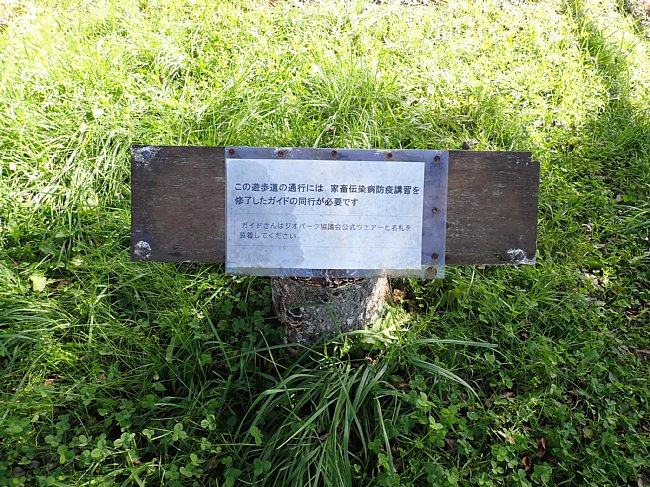 この遊歩道の通行には 家畜伝染病防疫講習を
修了したガイドの同行が必要です
ガイドさんはジオパーク協議会公式ウェアーと名札を
装着してください